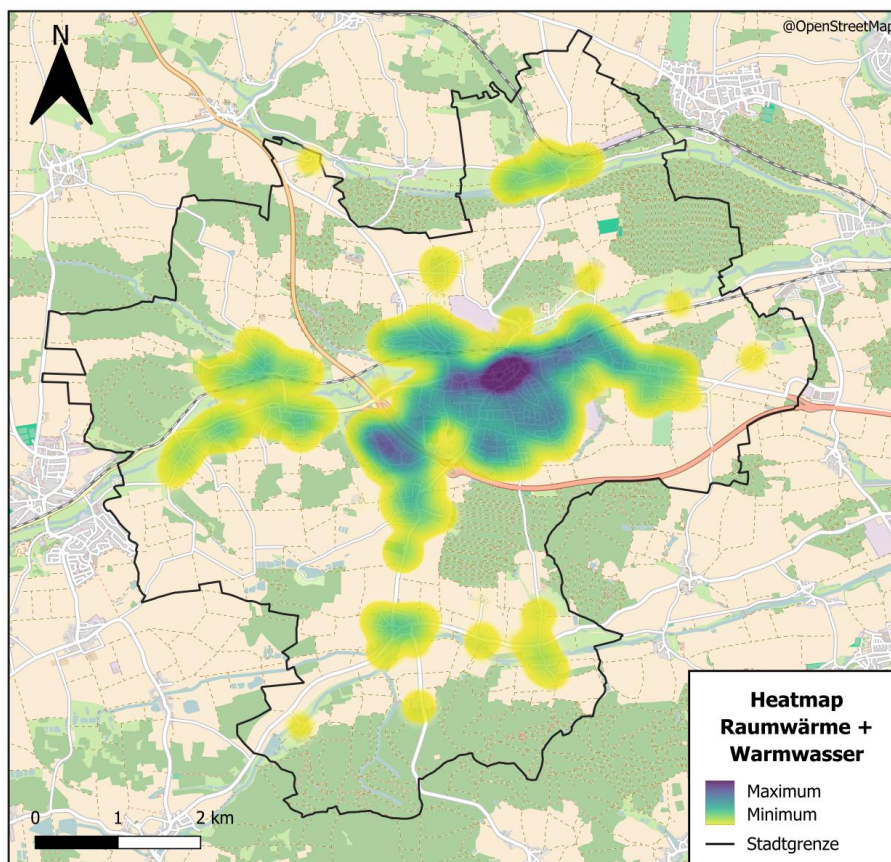 @OpenStreetMap
N
Heatmap
Raumwärme +
Warmwasser
Maximum
Minimum
Stadtgrenze
0 1 2 km